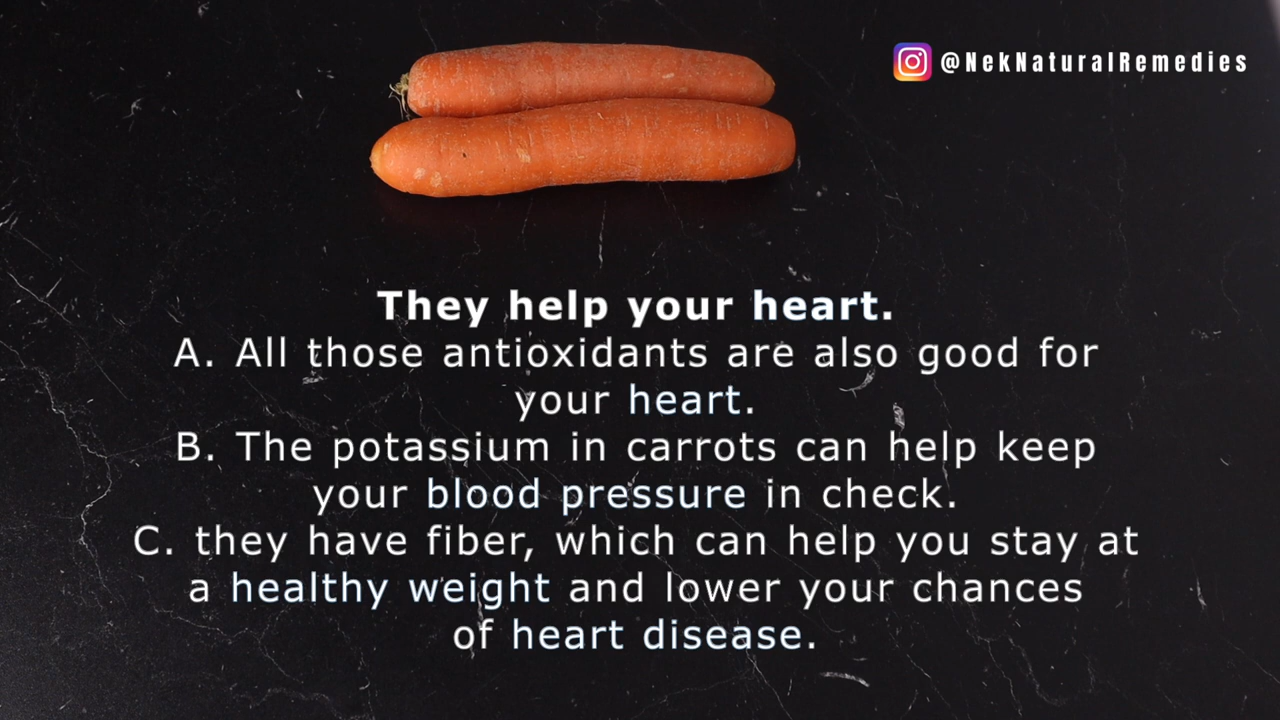 @NekNaturalRemedies
They help your heart.
A. All those antioxidants are also good for
your heart.
B. The potassium in carrots can help keep
your blood pressure in check.
C. they have fiber, which can help you stay at
a healthy weight and lower your chances
of heart disease.